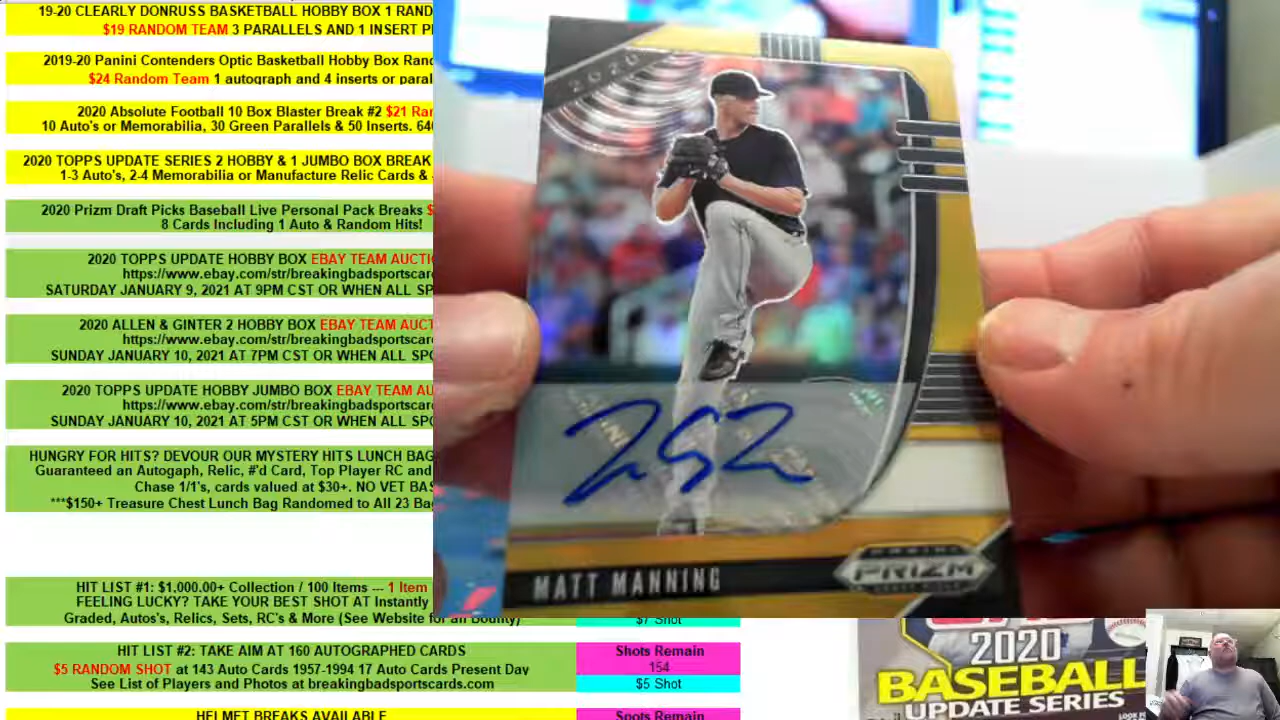 19-20 CLEARLY DONRUSS BASKETBALL HOBBY BOX 1 RAND
$19 RANDOM TEAM 3 PARALLELS AND 1 INSERT P
2019-20 Panini Contenders Optic Basketball Hobby Box Ran
$24 Random Team 1 autograph and 4 inserts or paral
2020 Absolute Football 10 Box Blaster Break #2 $21 Rar
10 Auto's or Memorabilia, 30 Green Parallels & 50 Inserts. 640
2020 TOPPS UPDATE SERIES 2 HOBBY & 1 JUMBO BOX BREAK
1-3 Auto's, 2-4 Memorabilia or Manufacture Relic Cards &
2020 Prizm Draft Picks Baseball Live Personal Pack Breaks $
8 Cards Including 1 Auto & Random Hits!
2020 TOPPS UPDATE HOBBY BOX EBAY TEAM AUCTI
https://www.ebay.com/str/breakingbadsportscar
SATURDAY JANUARY 9, 2021 AT 9PM CST OR WHEN ALL SP
2020 ALLEN & GINTER 2 HOBBY BOX EBAY TEAM AUCT
https://www.ebay.com/str/breakingbadsportscar
SUNDAY JANUARY 10, 2021 AT 7PM CST OR WHEN ALL SPO
2020 TOPPS UPDATE HOBBY JUMBO BOX EBAY TEAM AU
https://www.ebay.com/str/breakingbadsportscar
SUNDAY JANUARY 10, 2021 AT 5PM CST OR WHEN ALL SPO
HUNGRY FOR HITS? DEVOUR OUR MYSTERY HITS LUNCH BAG
Guaranteed an Autogaph, Relic, #'d Card, Top Player RC and
Chase 1/1's, cards valued at $30+. NO VET BAS
***$150+ Treasure Chest Lunch Bag Randomed to All 23 Bag
HIT LIST #1: $1,000.00+ Collection / 100 Items --- 1 Item
FEELING LUCKY? TAKE YOUR BEST SHOT AT Instantly
Graded, Autos's, Relics, Sets, RC's & More (See Website for all Bounty)
$7 Shot
HIT LIST #2: TAKE AIM AT 160 AUTOGRAPHED CARDS
$5 RANDOM SHOT at 143 Auto Cards 1957-1994 17 Auto Cards Present Day
See List of Players and Photos at breakingbadsportscards.com
Shots Remain
154
$5 Shot
HELMET BREAKS AVAILABLE
Spots Remain
2020
MATT MANNING
PANINI
PRIZM
2020
BASEBALL
UPDATE SERIES